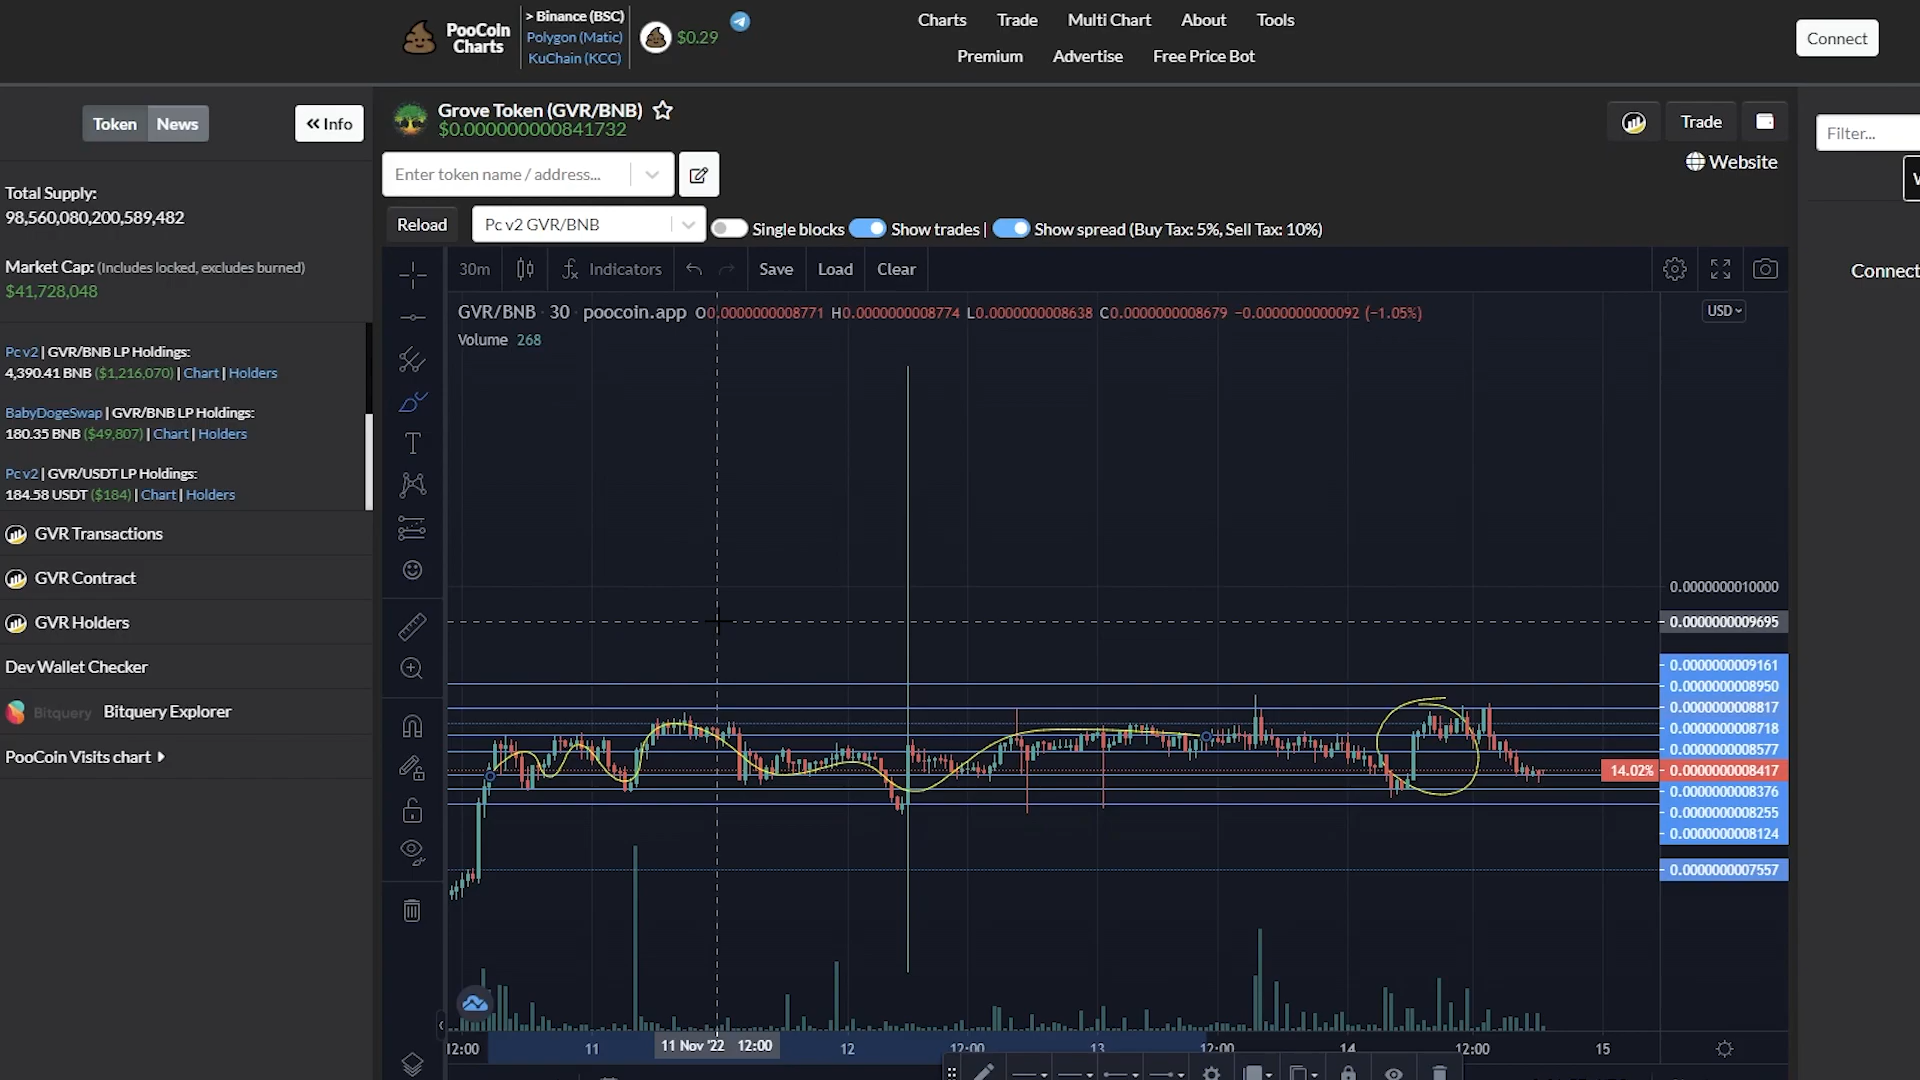 PooCoin
Charts
> Binance (BSC)
Polygon (Matic)
KuChain (KCC)
$0.29
Charts
Trade
Multi Chart
About
Tools
Premium
Advertise
Free Price Bot
Connect
Token
News
« Info
Grove Token (GVR/BNB)
$0.000000000841732
Trade
Filter...
Website
Enter token name / address...
Total Supply:
98,560,080,200,589,482
Reload
Pc v2 GVR/BNB
Single blocks
Show trades |
Show spread (Buy Tax: 5%, Sell Tax: 10%)
Market Cap: (Includes locked, excludes burned)
$41,728,048
30m
Indicators
Save
Load
Clear
Connect
GVR/BNB · 30 · poocoin.app O0.0000000008771 H0.0000000008774 L0.0000000008638 C0.0000000008679 −0.0000000000092 (−1.05%)
USD
Volume 268
Pc v2 | GVR/BNB LP Holdings:
4,390.41 BNB ($1,216,070) | Chart | Holders
BabyDogeSwap | GVR/BNB LP Holdings:
180.35 BNB ($49,807) | Chart | Holders
Pc v2 | GVR/USDT LP Holdings:
184.58 USDT ($184) | Chart | Holders
GVR Transactions
GVR Contract
GVR Holders
Dev Wallet Checker
Bitquery
Bitquery Explorer
PooCoin Visits chart
0.0000000010000
0.0000000009695
0.0000000009161
0.0000000008950
0.0000000008817
0.0000000008718
0.0000000008577
14.02%
0.0000000008417
0.0000000008376
0.0000000008255
0.0000000008124
0.0000000007557
12:00
11
11 Nov '22 12:00
12
12:00
13
12:00
14
12:00
15